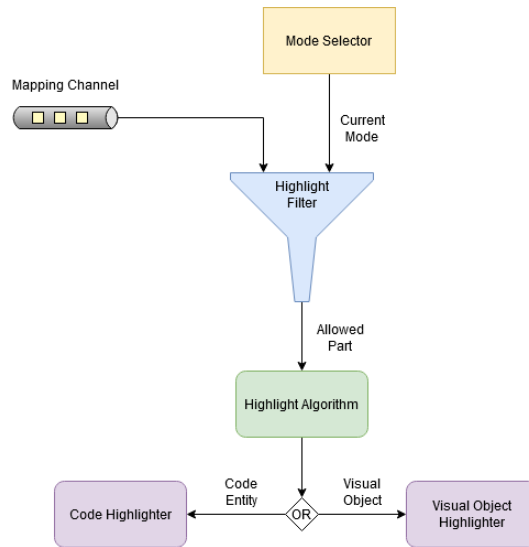 Mode Selector
Mapping Channel
Current
Mode
Highlight
Filter
Allowed
Part
Highlight Algorithm
Code
Entity
Visual
Object
Code Highlighter
OR
Visual Object
Highlighter